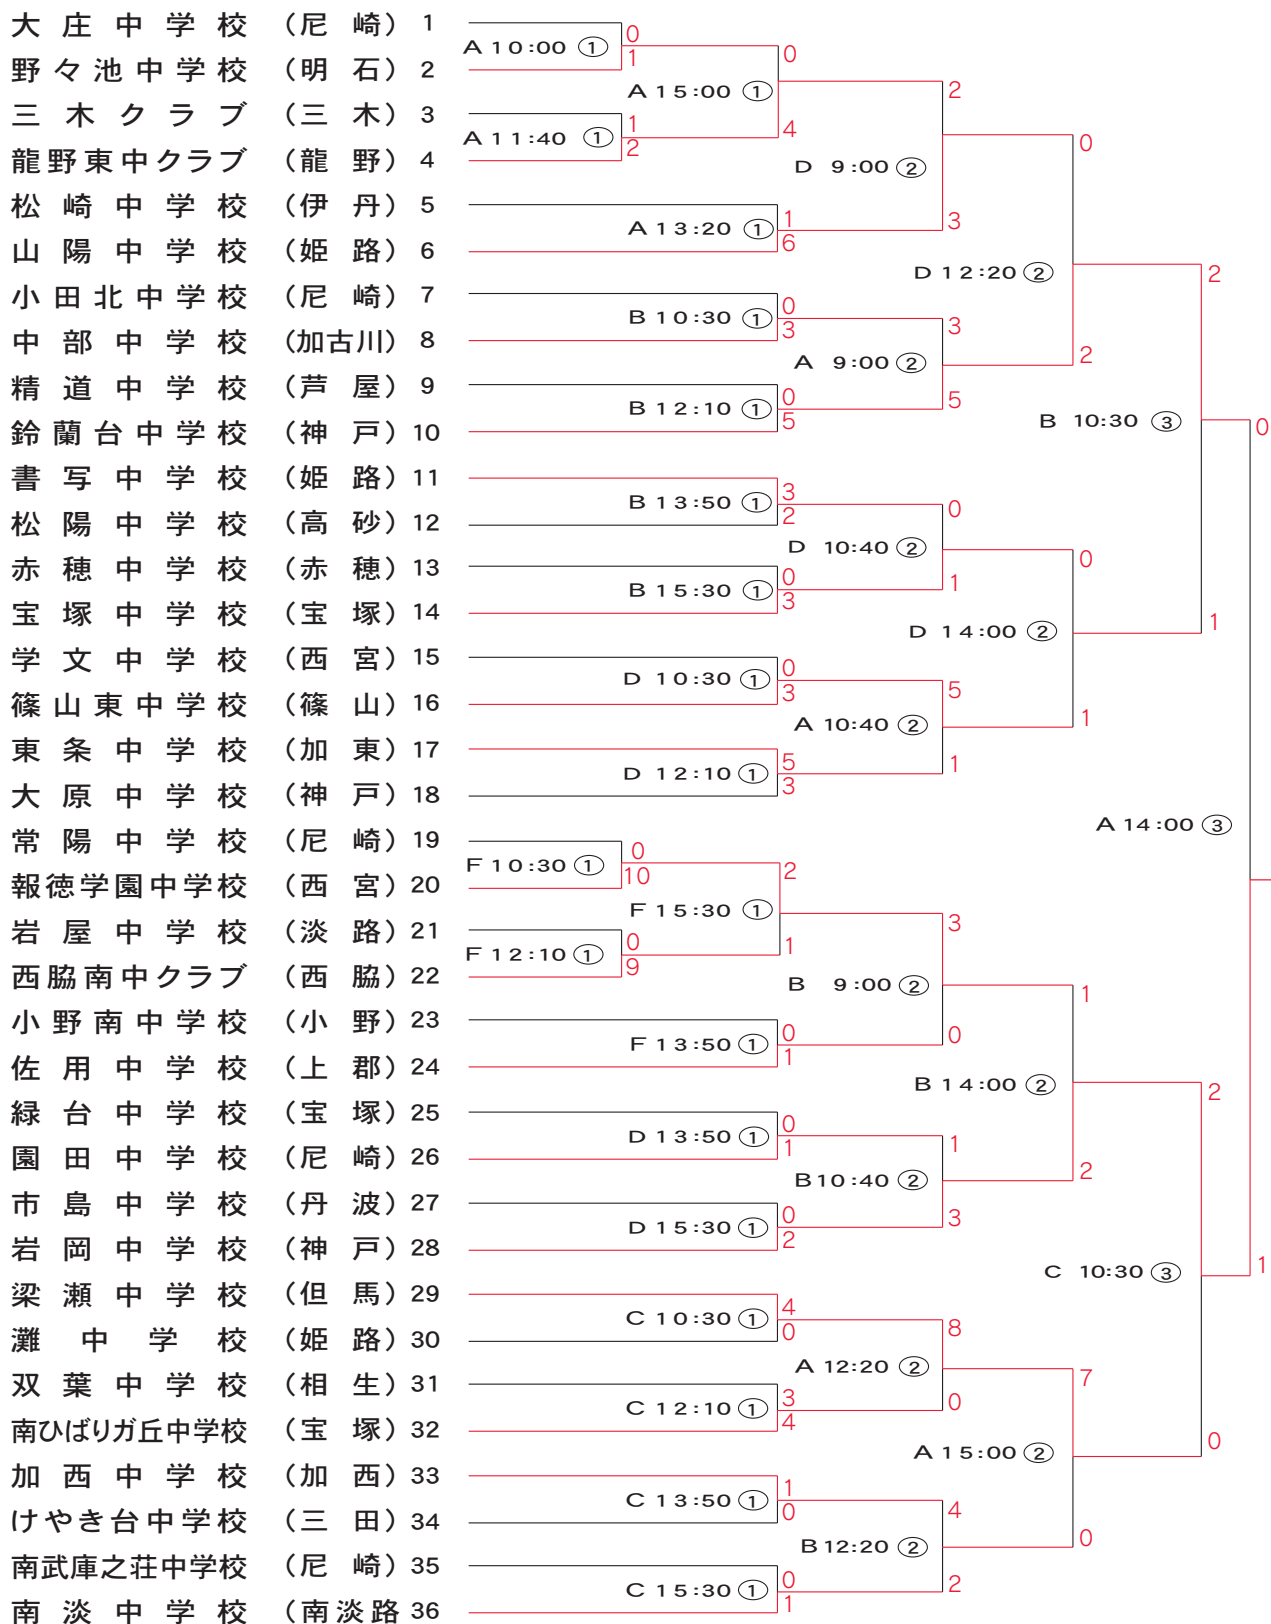 大庄中学校 （尼崎） 1
0
A 10:00 ①
1
0
野々池中学校 （明石） 2
A 15:00 ①
2
三木クラブ （三木） 3
1
4
A 11:40 ①
2
0
龍野東中クラブ （龍野） 4
D 9:00 ②
松崎中学校 （伊丹） 5
1
A 13:20 ①
6
3
山陽中学校 （姫路） 6
D 12:20 ②
2
小田北中学校 （尼崎） 7
0
B 10:30 ①
3
3
中部中学校 （加古川） 8
A 9:00 ②
2
精道中学校 （芦屋） 9
0
B 12:10 ①
5
5
B 10:30 ③
0
鈴蘭台中学校 （神戸） 10
書写中学校 （姫路） 11
3
B 13:50 ①
2
0
松陽中学校 （高砂） 12
D 10:40 ②
0
赤穂中学校 （赤穂） 13
0
B 15:30 ①
3
1
宝塚中学校 （宝塚） 14
D 14:00 ②
1
学文中学校 （西宮） 15
0
D 10:30 ①
3
5
篠山東中学校 （篠山） 16
A 10:40 ②
1
東条中学校 （加東） 17
5
D 12:10 ①
3
1
大原中学校 （神戸） 18
A 14:00 ③
常陽中学校 （尼崎） 19
0
F 10:30 ①
10
2
報徳学園中学校 （西宮） 20
F 15:30 ①
3
岩屋中学校 （淡路） 21
0
1
F 12:10 ①
9
西脇南中クラブ （西脇） 22
B 9:00 ②
1
小野南中学校 （小野） 23
0
F 13:50 ①
1
0
佐用中学校 （上郡） 24
B 14:00 ②
2
緑台中学校 （宝塚） 25
0
D 13:50 ①
1
1
園田中学校 （尼崎） 26
B 10:40 ②
2
市島中学校 （丹波） 27
0
D 15:30 ①
2
3
岩岡中学校 （神戸） 28
C 10:30 ③
1
梁瀬中学校 （但馬） 29
4
C 10:30 ①
0
8
灘中学校 （姫路） 30
A 12:20 ②
7
双葉中学校 （相生） 31
3
C 12:10 ①
4
0
南ひばりガ丘中学校 （宝塚） 32
A 15:00 ②
0
加西中学校 （加西） 33
1
C 13:50 ①
0
4
けやき台中学校 （三田） 34
B 12:20 ②
0
南武庫之荘中学校 （尼崎） 35
0
C 15:30 ①
1
2
南淡中学校 （南淡路 36